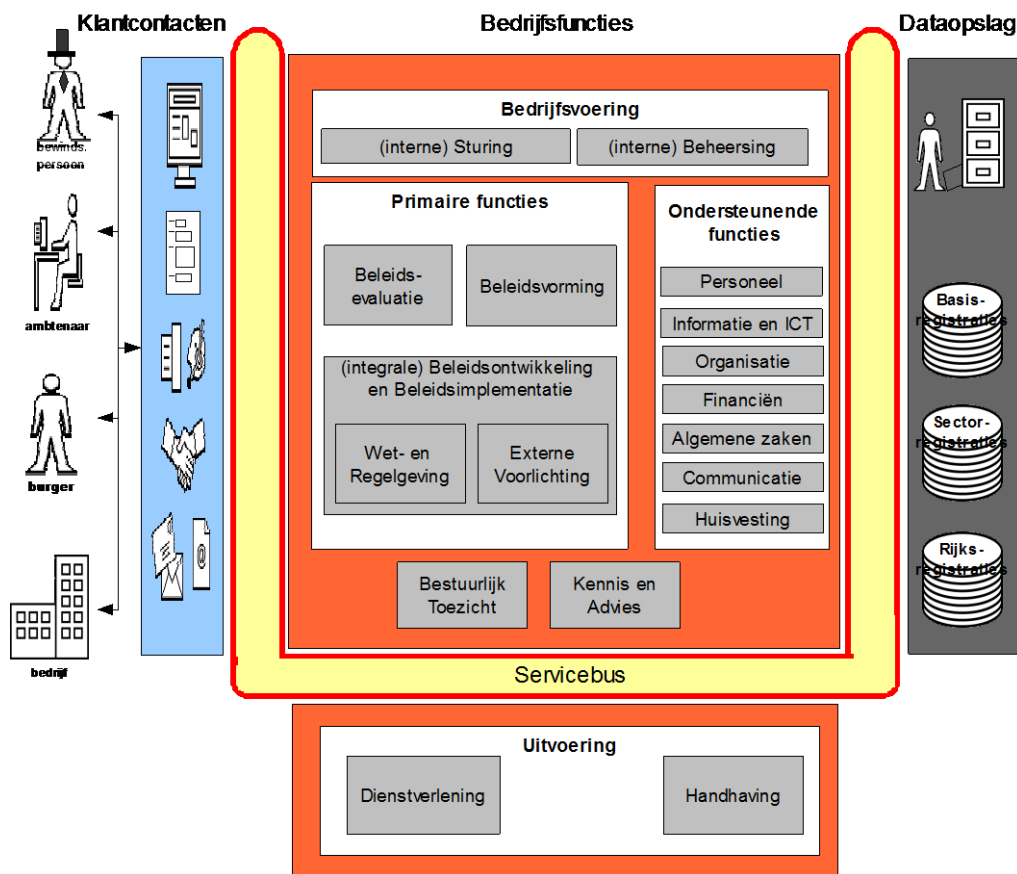 Klantcontacten
Bedrijfsfuncties
Dataopslag
bewinds.
persoon
ambtenaar
burger
bedrijf
@
Bedrijfsvoering
(interne) Sturing
(interne) Beheersing
Primaire functies
Beleids-
evaluatie
Beleidsvorming
(integrale) Beleidsontwikkeling
en Beleidsimplementatie
Wet- en
Regelgeving
Externe
Voorlichting
Ondersteunende
functies
Personeel
Informatie en ICT
Organisatie
Financiën
Algemene zaken
Communicatie
Huisvesting
Bestuurlijk
Toezicht
Kennis en
Advies
Basis-
registraties
Sector-
registraties
Rijks-
registraties
Servicebus
Uitvoering
Dienstverlening
Handhaving